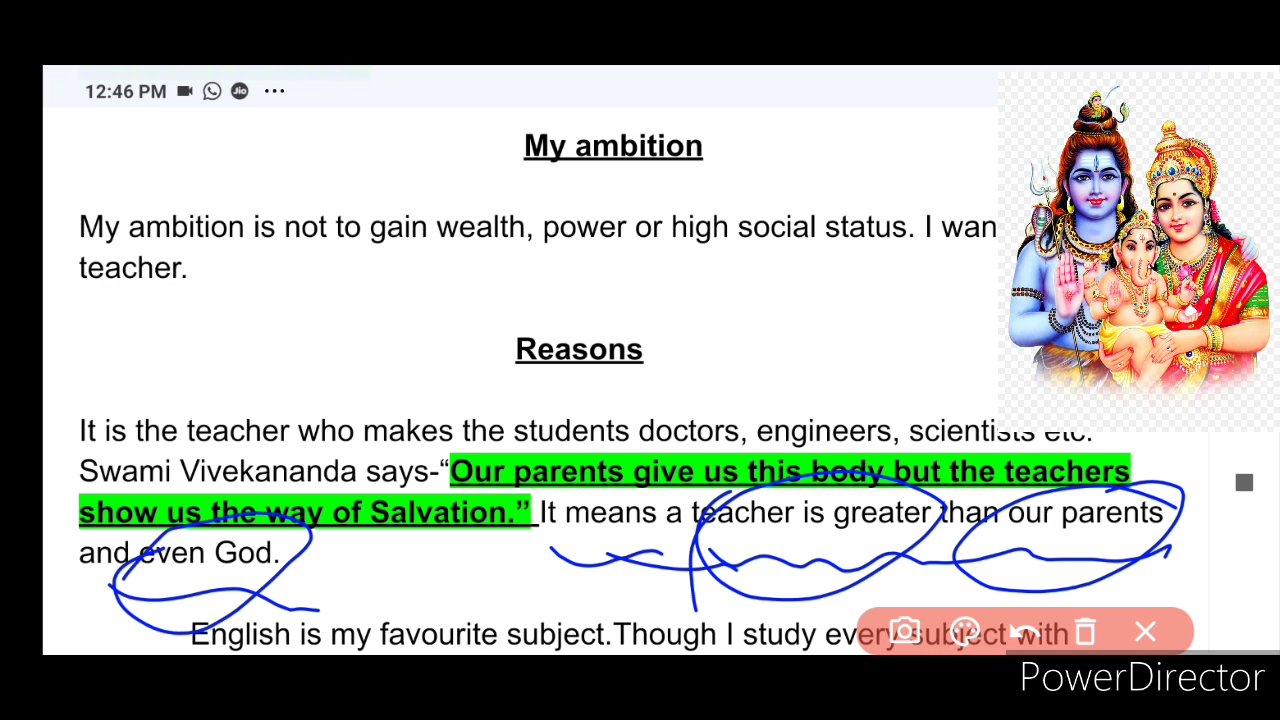 12:46 PM
Jio
My ambition
My ambition is not to gain wealth, power or high social status. I wan
teacher.
Reasons
It is the teacher who makes the students doctors, engineers, scientists etc.
Swami Vivekananda says-“Our parents give us this body but the teachers
show us the way of Salvation.” It means a teacher is greater than our parents
and even God.
English is my favourite subject.Though I study every subject with
PowerDirector